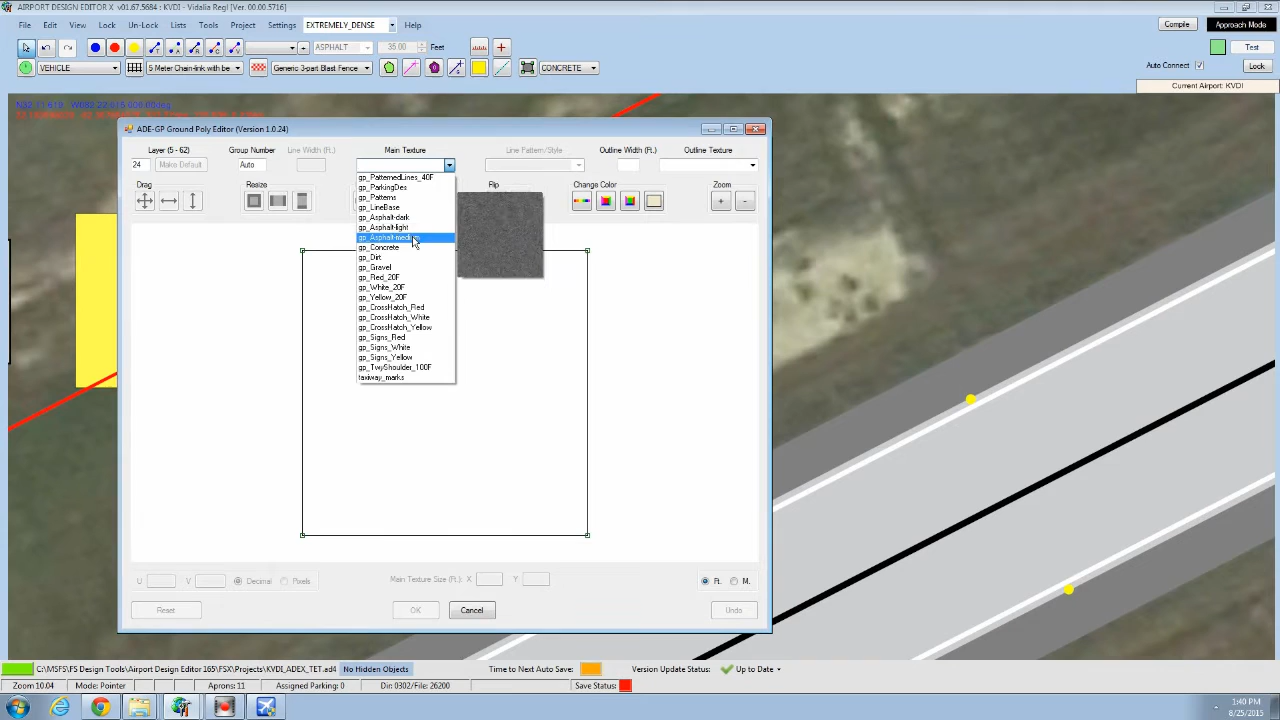 AIRPORT DESIGN EDITOR X v01.67.5684 : KVDI - Vidalia Regl [Ver. 00.00.5716]
File Edit View Lock Un-Lock Lists Tools Project Settings EXTREMELY_DENSE Help
Compile Approach Mode
ASPHALT 35.00 Feet
Test
VEHICLE 5 Meter Chain-link with be Generic 3-part Blast Fence CONCRETE
Auto Connect Lock
Current Airport: KVDI
ADE-GP Ground Poly Editor (Version 1.0.24)
Layer (5 - 62) Group Number Line Width (Ft.) Main Texture Line Pattern/Style Outline Width (Ft.) Outline Texture
24 Make Default Auto
Drag Resize Flip Change Color Zoom
+ -
gp_PatternedLines_40F
gp_ParkingDes
gp_Patterns
gp_LineBase
gp_Asphalt-dark
gp_Asphalt-light
gp_Asphalt-medium
gp_Concrete
gp_Dirt
gp_Gravel
gp_Red_20F
gp_White_20F
gp_Yellow_20F
gp_CrossHatch_Red
gp_CrossHatch_White
gp_CrossHatch_Yellow
gp_Signs_Red
gp_Signs_White
gp_Signs_Yellow
gp_TwyShoulder_100F
taxiway_marks
U V Decimal Pixels Main Texture Size (Ft.): X Y Ft. M.
Reset OK Cancel Undo
C:\MSFS\FS Design Tools\Airport Design Editor 165\FSX\Projects\KVDI_ADEX_TET.ad4 No Hidden Objects Time to Next Auto Save: Version Update Status: Up to Date
Zoom 10.04 Mode: Pointer Aprons: 11 Assigned Parking: 0 Dir: 0302/File: 26200 Save Status:
1:40 PM
8/25/2015